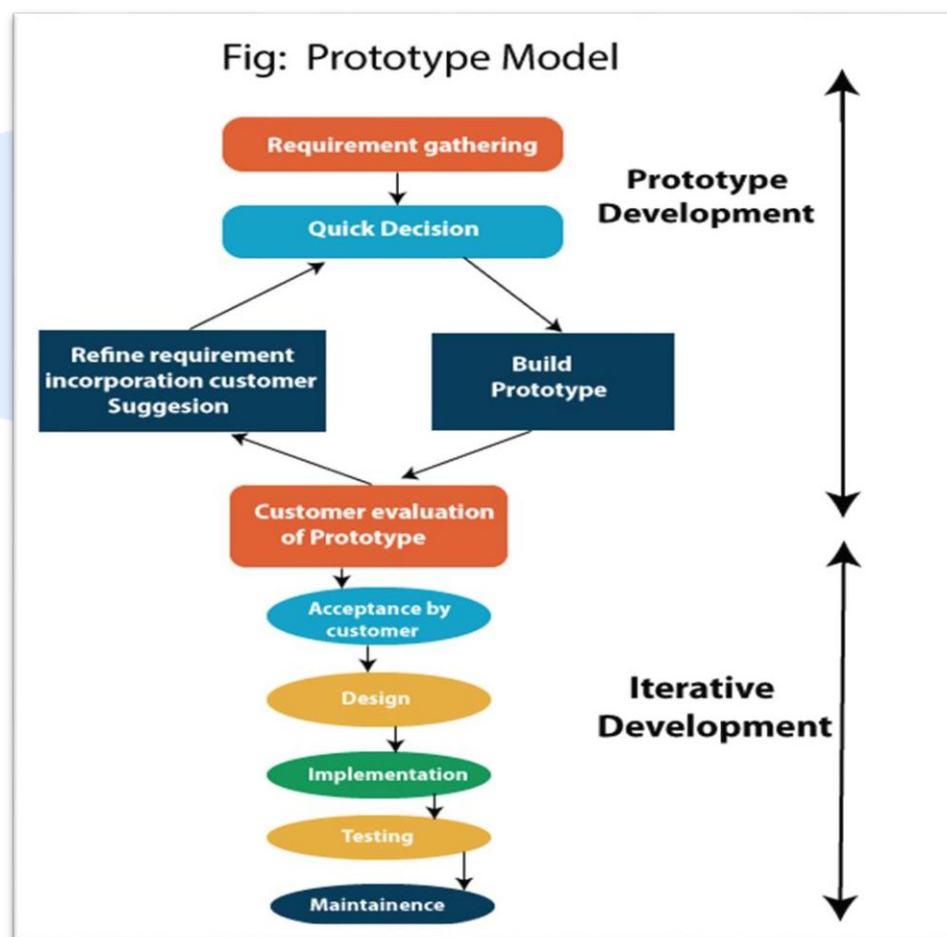 Fig: Prototype Model
Requirement gathering
Quick Decision
Prototype
Development
Refine requirement
incorporation customer
Suggesion
Build
Prototype
Customer evaluation
of Prototype
Acceptance by
customer
Design
Iterative
Development
Implementation
Testing
Maintainence